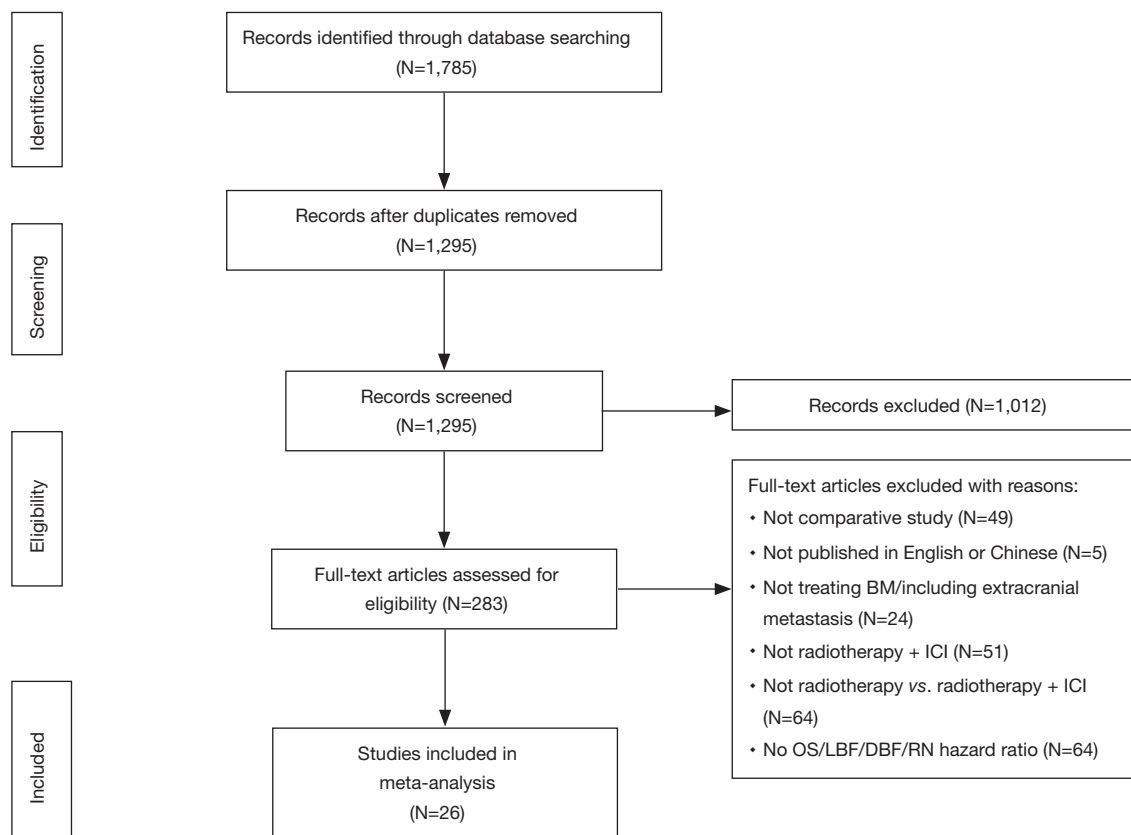 Identification
Records identified through database searching
(N=1,785)
Records after duplicates removed
(N=1,295)
Screening
Records screened
(N=1,295)
Records excluded (N=1,012)
Eligibility
Full-text articles assessed for
eligibility (N=283)
Full-text articles excluded with reasons:
• Not comparative study (N=49)
• Not published in English or Chinese (N=5)
• Not treating BM/including extracranial
metastasis (N=24)
• Not radiotherapy + ICI (N=51)
• Not radiotherapy vs. radiotherapy + ICI
(N=64)
• No OS/LBF/DBF/RN hazard ratio (N=64)
Included
Studies included in
meta-analysis
(N=26)